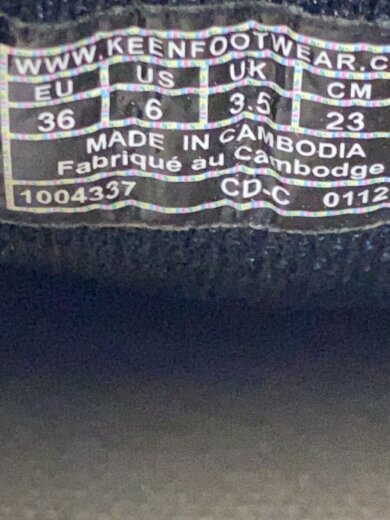 WWW.KEENFOOTWEAR.C
EU US UK CM
36 6 3.5 23
MADE IN CAMBODIA
Fabriqué au Cambodge
1004337 CD-C 0112